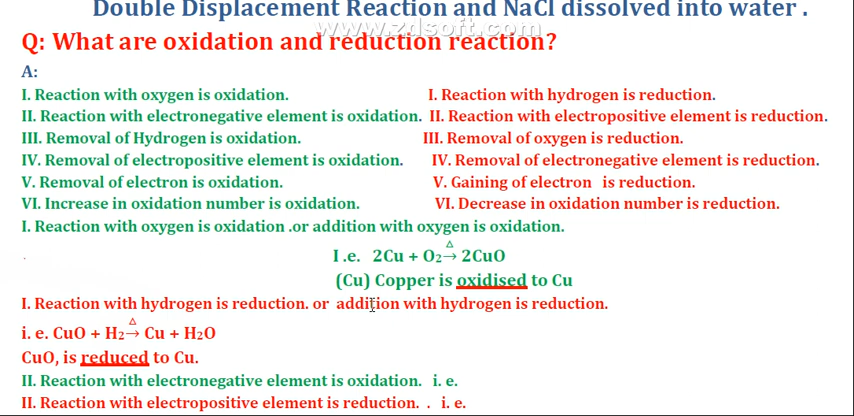 Double Displacement Reaction and NaCl dissolved into water .
www.zdsoft.com
Q: What are oxidation and reduction reaction?
A:
I. Reaction with oxygen is oxidation. I. Reaction with hydrogen is reduction.
II. Reaction with electronegative element is oxidation. II. Reaction with electropositive element is reduction.
III. Removal of Hydrogen is oxidation. III. Removal of oxygen is reduction.
IV. Removal of electropositive element is oxidation. IV. Removal of electronegative element is reduction.
V. Removal of electron is oxidation. V. Gaining of electron is reduction.
VI. Increase in oxidation number is oxidation. VI. Decrease in oxidation number is reduction.
I. Reaction with oxygen is oxidation .or addition with oxygen is oxidation.
I .e. 2Cu + O2 →Δ 2CuO
(Cu) Copper is oxidised to Cu
I. Reaction with hydrogen is reduction. or addition with hydrogen is reduction.
i. e. CuO + H2 →Δ Cu + H2O
CuO, is reduced to Cu.
II. Reaction with electronegative element is oxidation. i. e.
II. Reaction with electropositive element is reduction. . i. e.